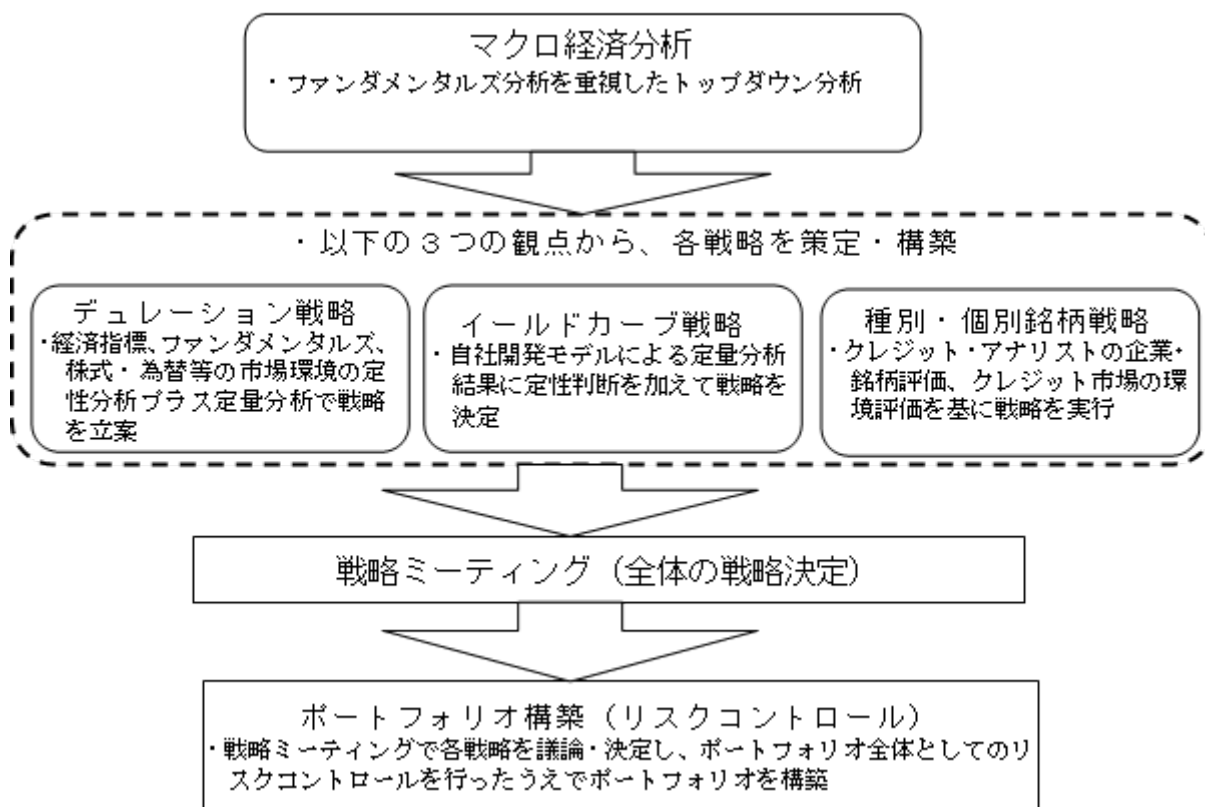 マクロ経済分析
・ファンダメンタルズ分析を重視したトップダウン分析
・以下の３つの観点から、各戦略を策定・構築
デュレーション戦略
・経済指標、ファンダメンタルズ、
株式・為替等の市場環境の定
性分析プラス定量分析で戦略
を立案
イールドカーブ戦略
・自社開発モデルによる定量分析
結果に定性判断を加えて戦略を
決定
種別・個別銘柄戦略
・クレジット・アナリストの企業・
銘柄評価、クレジット市場の環
境評価を基に戦略を実行
戦略ミーティング（全体の戦略決定）
ポートフォリオ構築（リスクコントロール）
・戦略ミーティングで各戦略を議論・決定し、ポートフォリオ全体としてのリ
スクコントロールを行ったうえでポートフォリオを構築